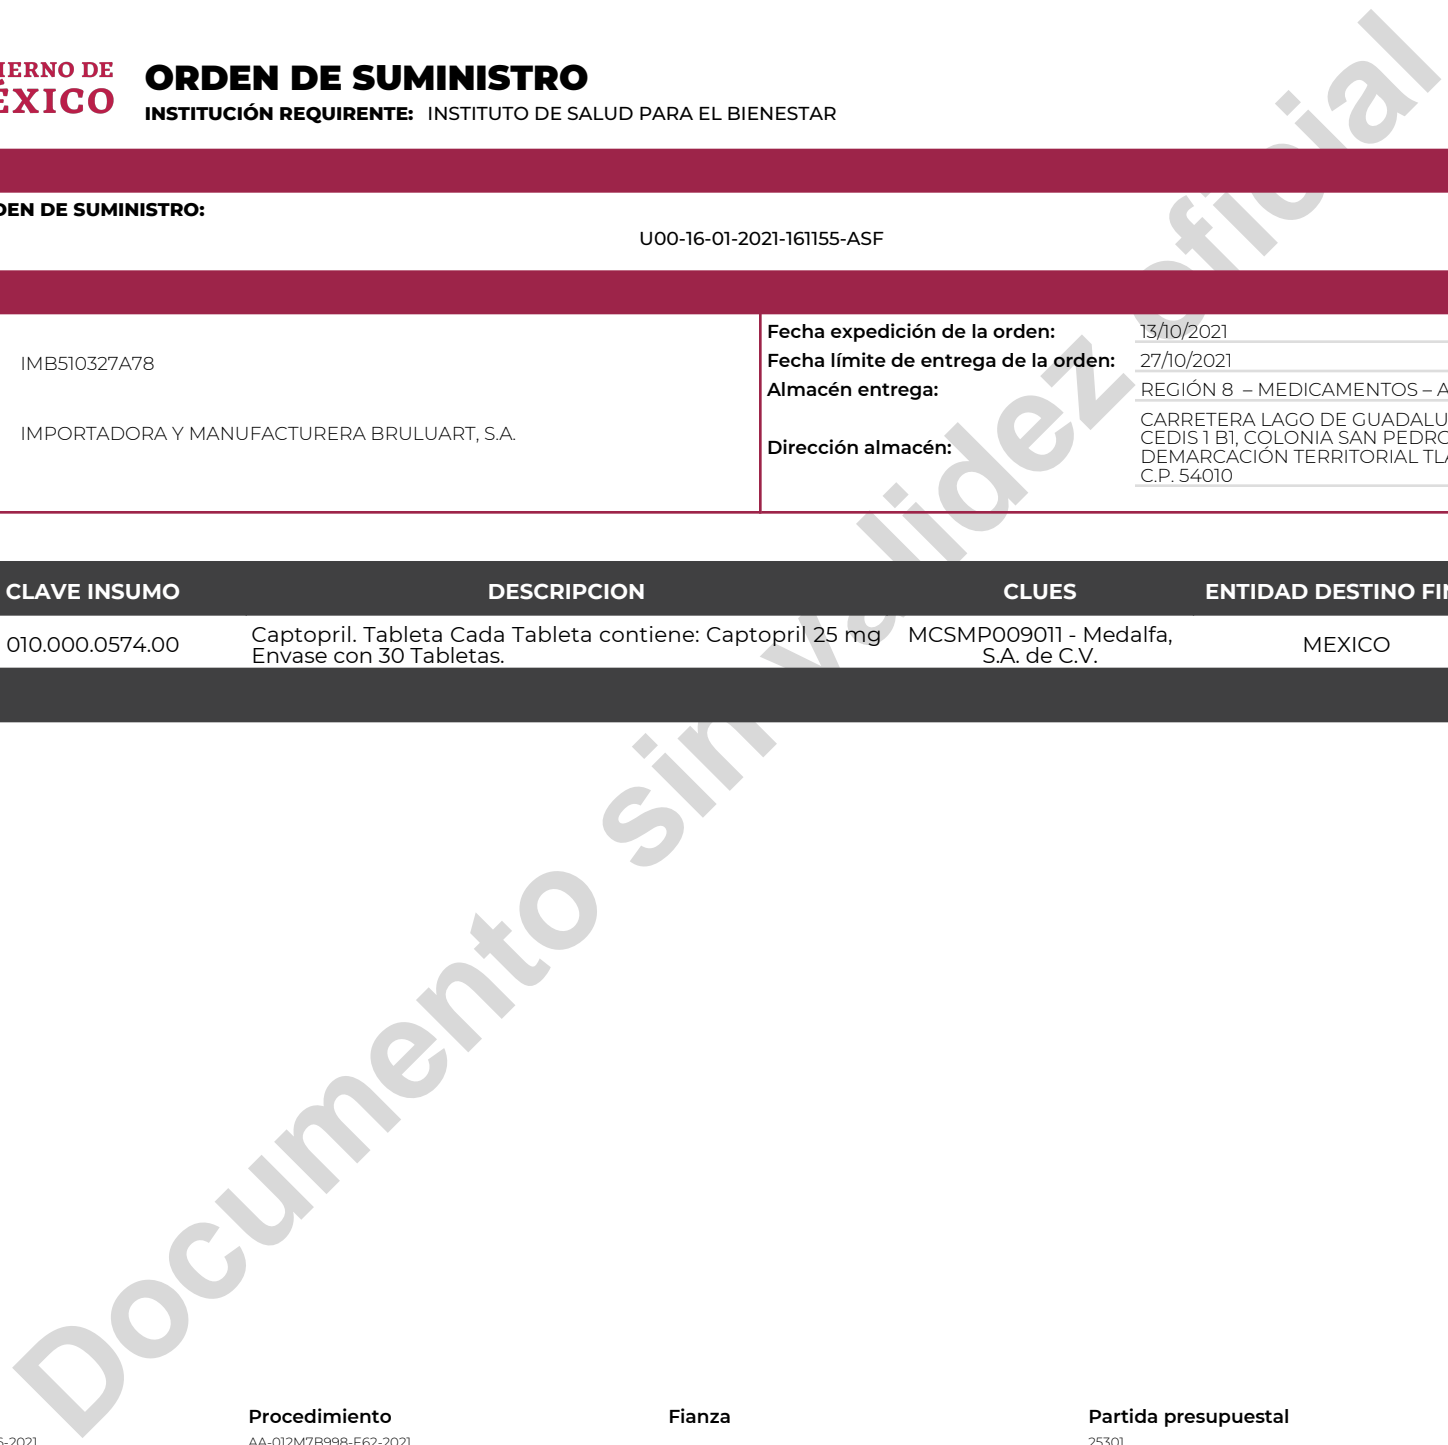 IERNO DE
ÉXICO
ORDEN DE SUMINISTRO
INSTITUCIÓN REQUIRENTE: INSTITUTO DE SALUD PARA EL BIENESTAR
DEN DE SUMINISTRO:
U00-16-01-2021-161155-ASF
IMB510327A78
IMPORTADORA Y MANUFACTURERA BRULUART, S.A.
Fecha expedición de la orden: 13/10/2021
Fecha límite de entrega de la orden: 27/10/2021
Almacén entrega: REGIÓN 8 – MEDICAMENTOS – A
Dirección almacén:
CARRETERA LAGO DE GUADALU
CEDIS 1 B1, COLONIA SAN PEDRO
DEMARCACIÓN TERRITORIAL TLA
C.P. 54010
CLAVE INSUMO DESCRIPCION CLUES ENTIDAD DESTINO FIN
010.000.0574.00
Captopril. Tableta Cada Tableta contiene: Captopril 25 mg
Envase con 30 Tabletas.
MCSMP009011 - Medalfa,
S.A. de C.V.
MEXICO
Documento sin validez oficial
Procedimiento Fianza Partida presupuestal
-2021 AA-012M7B998-E62-2021 25301